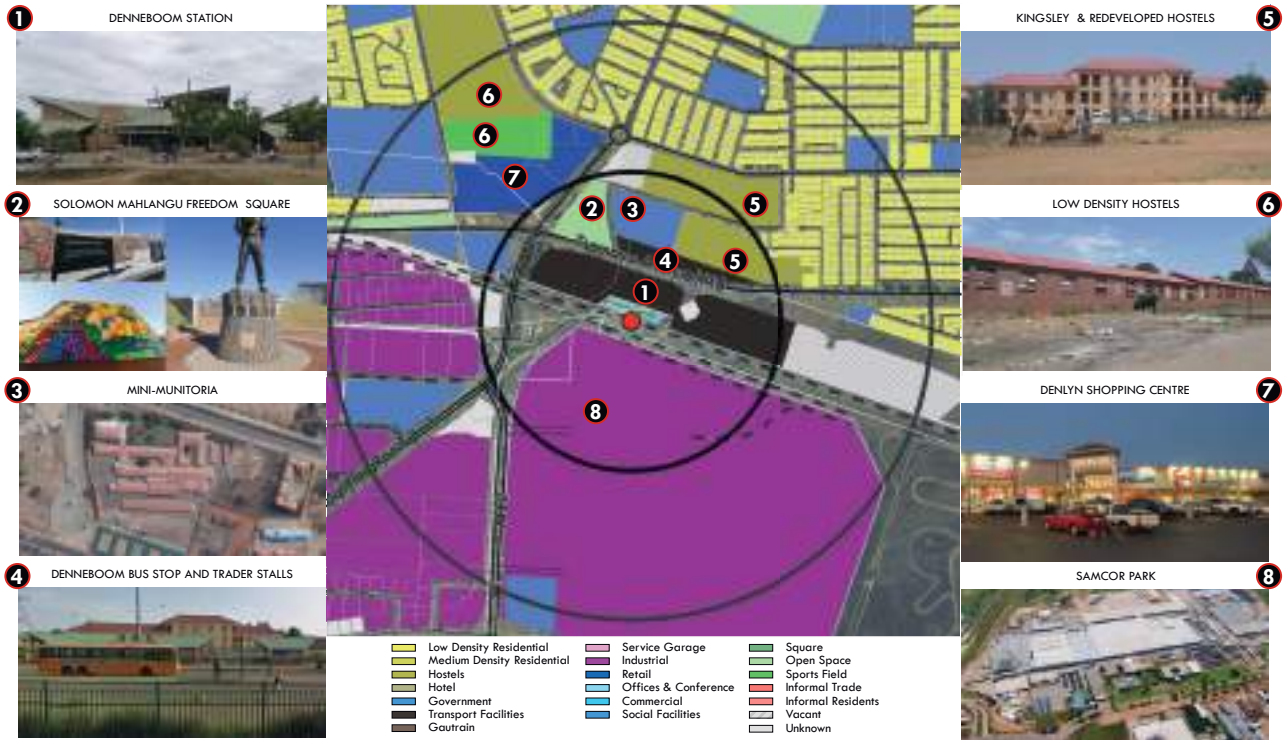 1
DENNEBOOM STATION
2
SOLOMON MAHLANGU FREEDOM SQUARE
3
MINI-MUNITORIA
4
DENNEBOOM BUS STOP AND TRADER STALLS
6
6
7
2
3
5
4
5
1
8
Low Density Residential
Medium Density Residential
Hostels
Hotel
Government
Transport Facilities
Gautrain
Service Garage
Industrial
Retail
Offices & Conference
Commercial
Social Facilities
Square
Open Space
Sports Field
Informal Trade
Informal Residents
Vacant
Unknown
KINGSLEY & REDEVELOPED HOSTELS
5
LOW DENSITY HOSTELS
6
DENLYN SHOPPING CENTRE
7
SAMCOR PARK
8